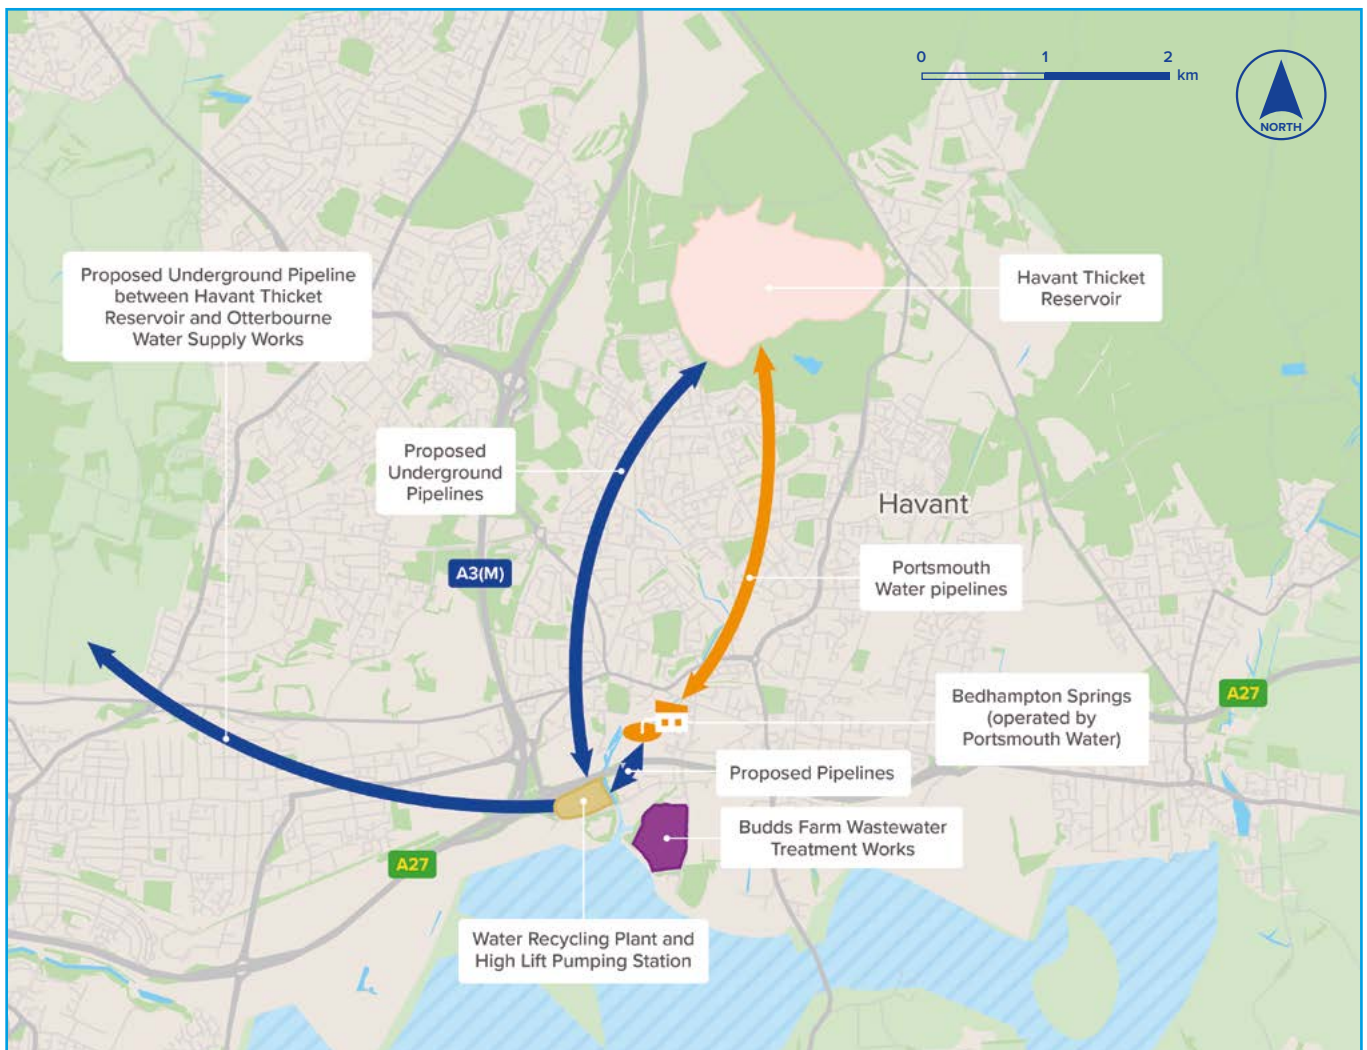 0 1 2
km
NORTH
Proposed Underground Pipeline
between Havant Thicket
Reservoir and Otterbourne
Water Supply Works
Havant Thicket
Reservoir
Proposed
Underground
Pipelines
Havant
A3(M)
Portsmouth
Water pipelines
Bedhampton Springs
(operated by
Portsmouth Water)
A27
Proposed Pipelines
Budds Farm Wastewater
Treatment Works
A27
Water Recycling Plant and
High Lift Pumping Station